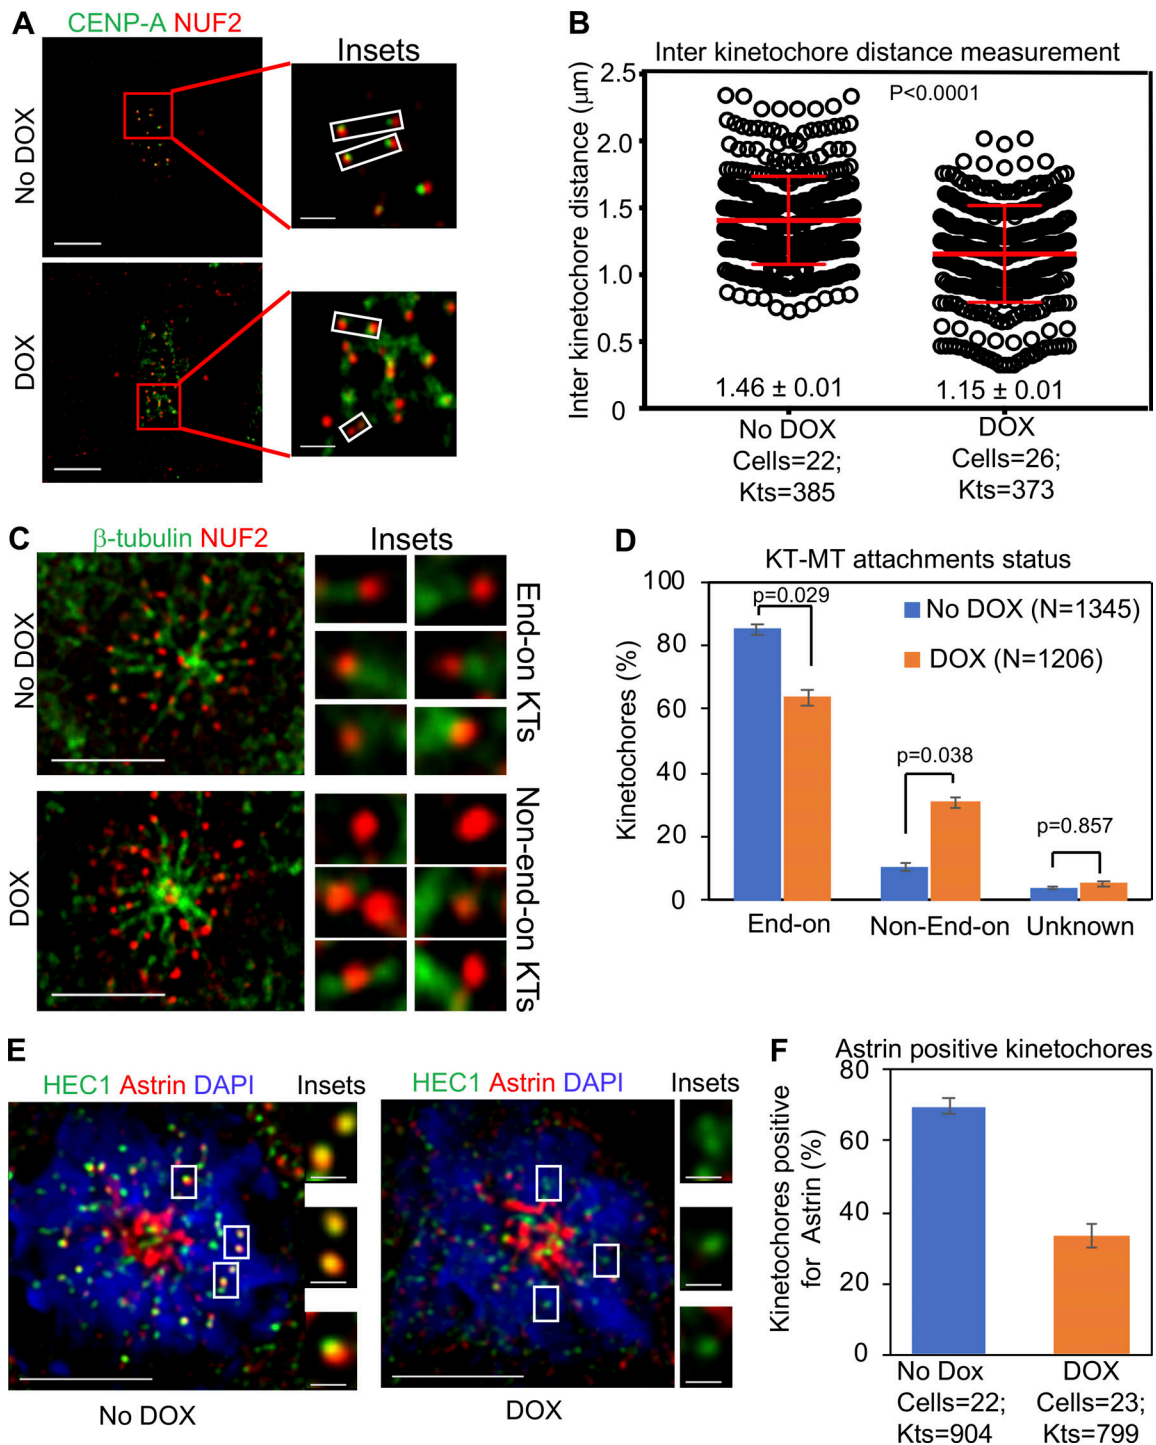 A
CENP-A NUF2
Insets
No DOX
DOX
B
Inter kinetochore distance measurement
Inter kinetochore distance (μm)
2.5
2.0
1.5
1.0
0.5
0
P<0.0001
1.46 ± 0.01
1.15 ± 0.01
No DOX
Cells=22;
Kts=385
DOX
Cells=26;
Kts=373
C
β-tubulin NUF2
Insets
No DOX
DOX
End-on KTs
Non-end-on KTs
D
KT-MT attachments status
Kinetochores (%)
100
80
60
40
20
0
p=0.029
p=0.038
p=0.857
No DOX (N=1345)
DOX (N=1206)
End-on
Non-End-on
Unknown
E
HEC1 Astrin DAPI
Insets
HEC1 Astrin DAPI
Insets
No DOX
DOX
F
Astrin positive kinetochores
Kinetochores positive
for Astrin (%)
80
60
40
20
0
No Dox
Cells=22;
Kts=904
DOX
Cells=23;
Kts=799